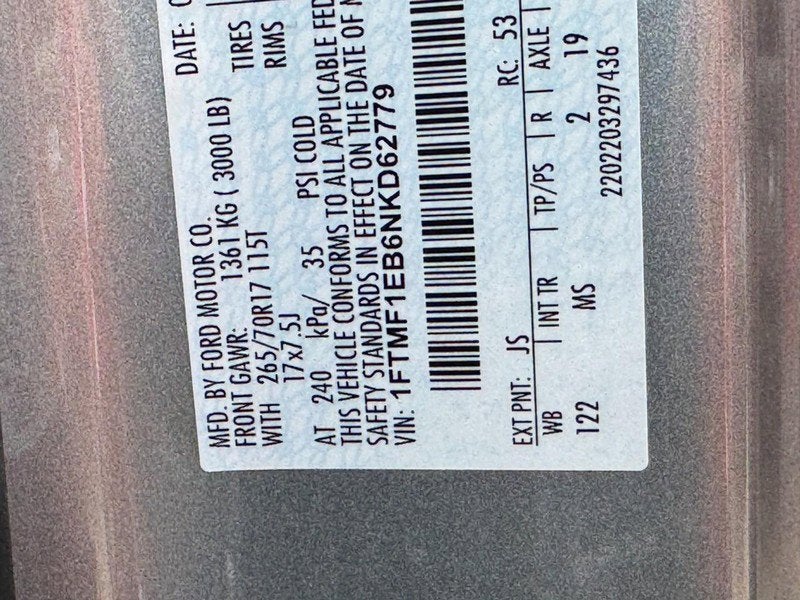 MFD. BY FORD MOTOR CO. DATE:
FRONT GAWR: 1361 KG ( 3000 LB)
WITH 265/70R17 115T TIRES
17x7.5J RIMS
AT 240 kPa/ 35 PSI COLD
THIS VEHICLE CONFORMS TO ALL APPLICABLE FED
SAFETY STANDARDS IN EFFECT ON THE DATE OF
VIN: 1FTMF1EB6NKD62779
EXT PNT: JS RC: 53
WB | INT TR | TP/PS | R | AXLE |
122 MS 2 19
2202203297436